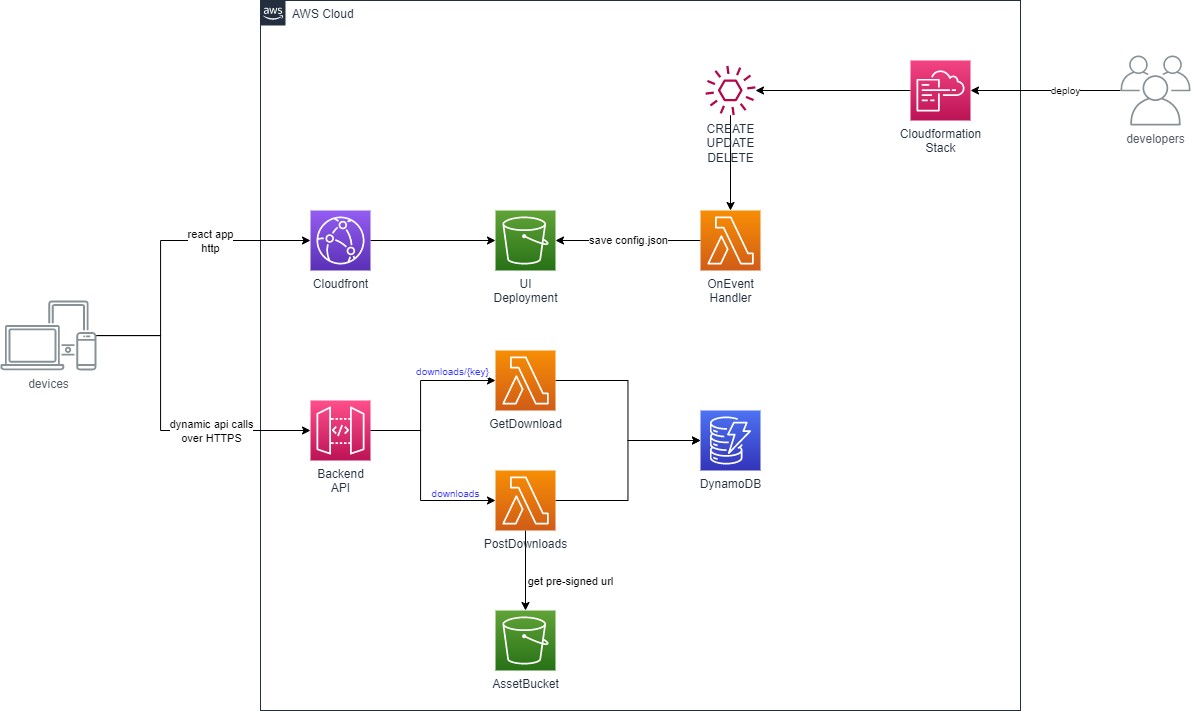 aws
AWS Cloud
CREATE
UPDATE
DELETE
Cloudformation
Stack
deploy
developers
react app
http
Cloudfront
UI
Deployment
save config.json
OnEvent
Handler
devices
downloads/{key}
GetDownload
dynamic api calls
over HTTPS
Backend
API
downloads
PostDownloads
DynamoDB
get pre-signed url
AssetBucket